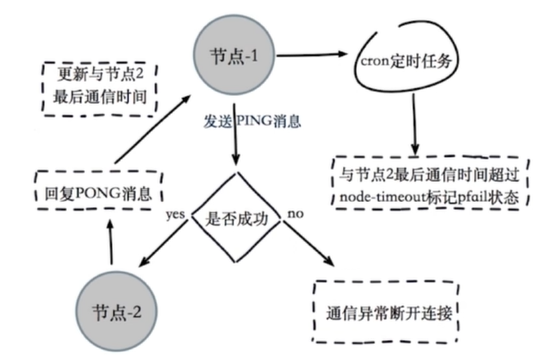 节点-1
cron定时任务
更新与节点2
最后通信时间
发送PING消息
与节点2最后通信时间超过
node-timeout标记pfail状态
回复PONG消息
yes
是否成功
no
节点-2
通信异常断开连接